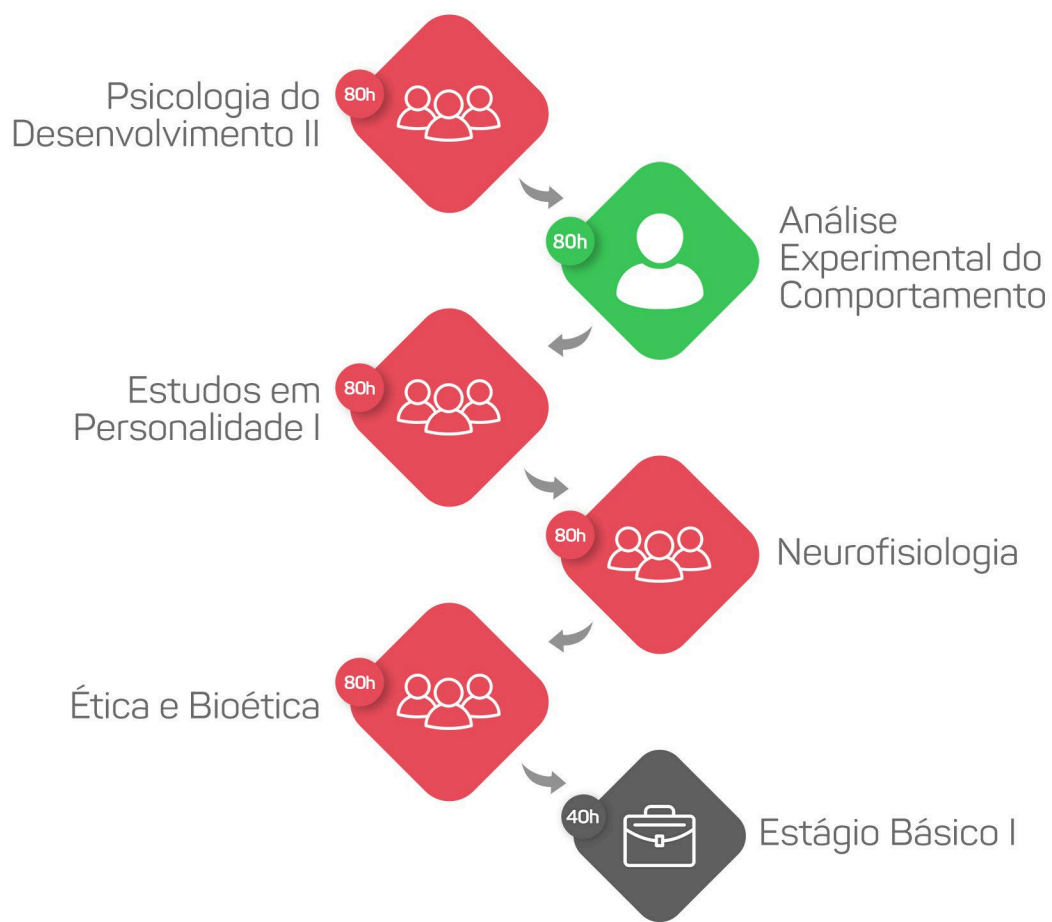 Psicologia do
Desenvolvimento II
80h
80h
Análise
Experimental do
Comportamento
Estudos em
Personalidade I
80h
80h
Neurofisiologia
Ética e Bioética
80h
40h
Estágio Básico I